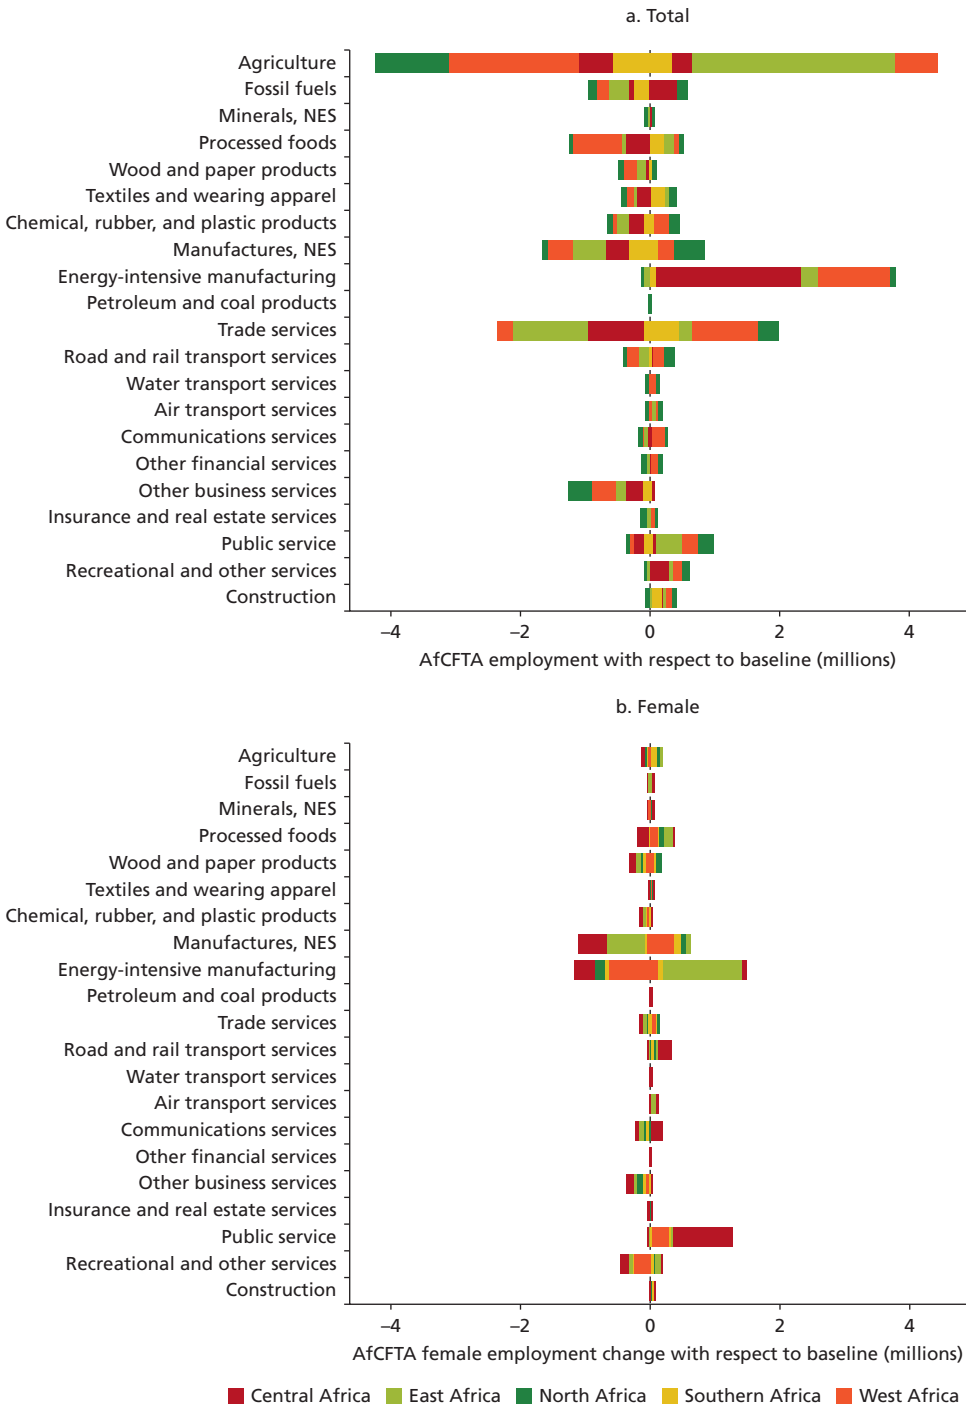 a. Total
Agriculture
Fossil fuels
Minerals, NES
Processed foods
Wood and paper products
Textiles and wearing apparel
Chemical, rubber, and plastic products
Manufactures, NES
Energy-intensive manufacturing
Petroleum and coal products
Trade services
Road and rail transport services
Water transport services
Air transport services
Communications services
Other financial services
Other business services
Insurance and real estate services
Public service
Recreational and other services
Construction
–4 –2 0 2 4
AfCFTA employment with respect to baseline (millions)
b. Female
Agriculture
Fossil fuels
Minerals, NES
Processed foods
Wood and paper products
Textiles and wearing apparel
Chemical, rubber, and plastic products
Manufactures, NES
Energy-intensive manufacturing
Petroleum and coal products
Trade services
Road and rail transport services
Water transport services
Air transport services
Communications services
Other financial services
Other business services
Insurance and real estate services
Public service
Recreational and other services
Construction
–4 –2 0 2 4
AfCFTA female employment change with respect to baseline (millions)
Central Africa East Africa North Africa Southern Africa West Africa